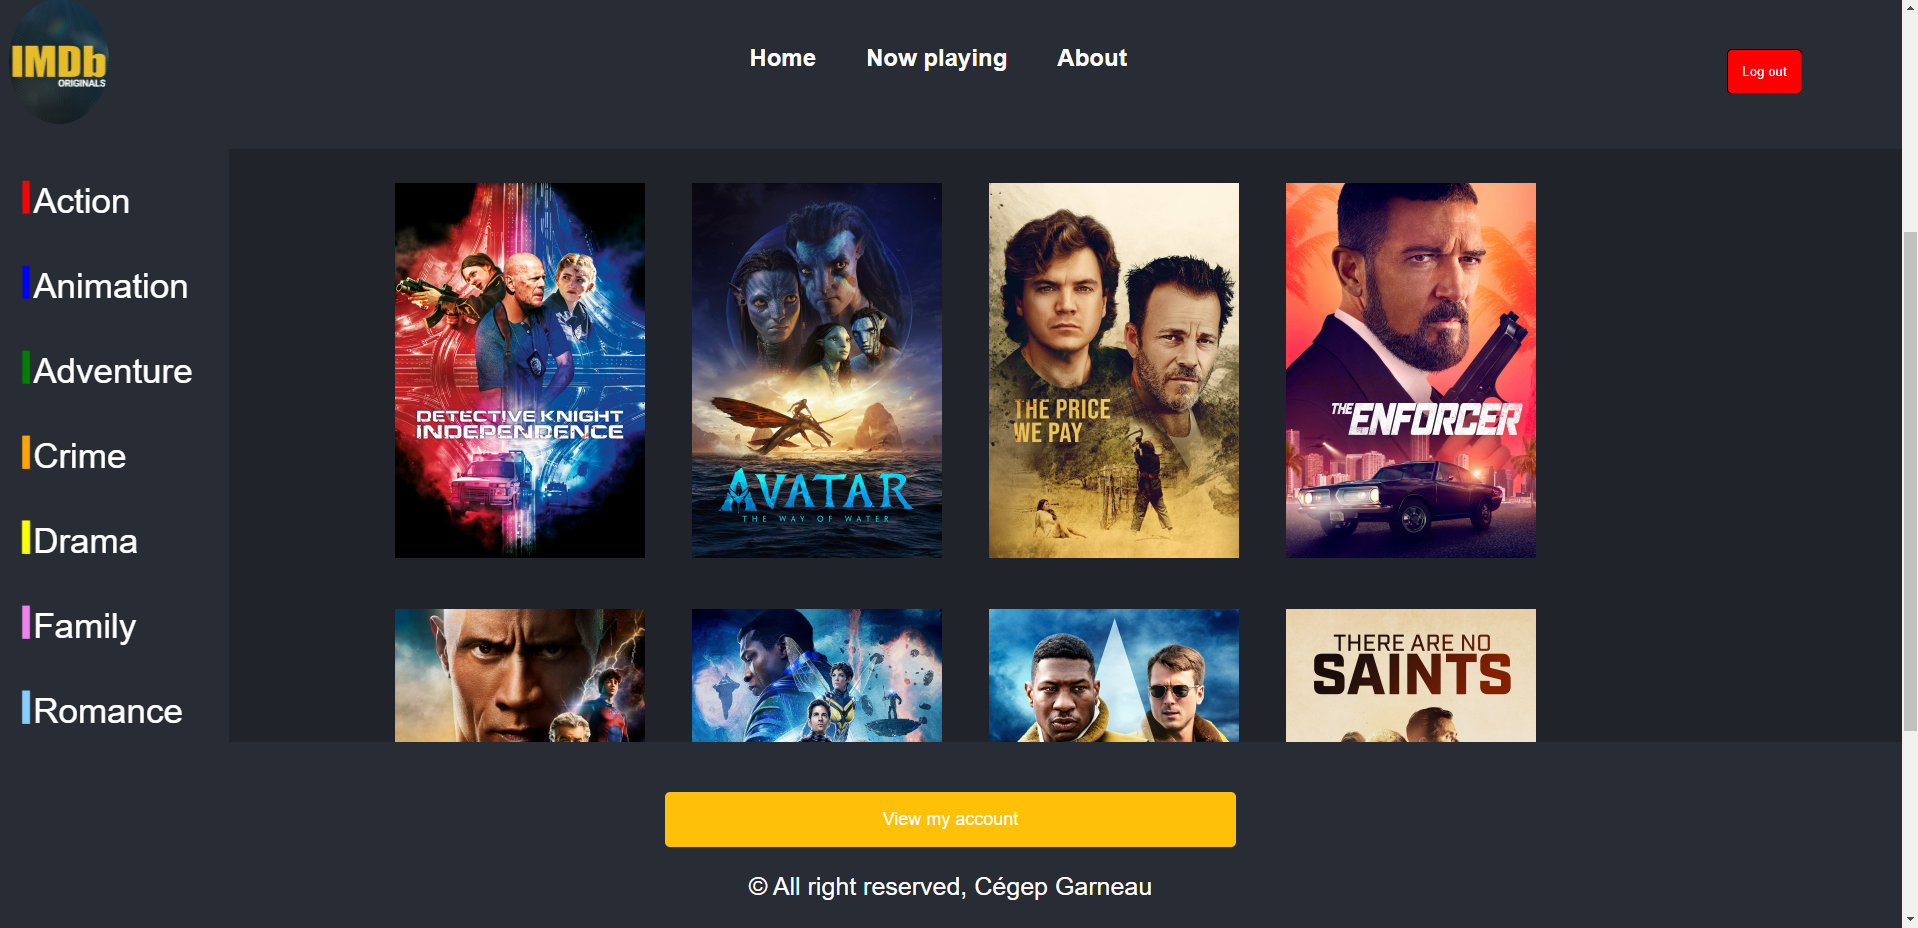 IMDb
ORIGINALS
Home
Now playing
About
Log out
Action
Animation
Adventure
Crime
Drama
Family
Romance
DETECTIVE KNIGHT
INDEPENDENCE
AVATAR
THE WAY OF WATER
THE PRICE
WE PAY
THE ENFORCER
THERE ARE NO
SAINTS
View my account
© All right reserved, Cégep Garneau